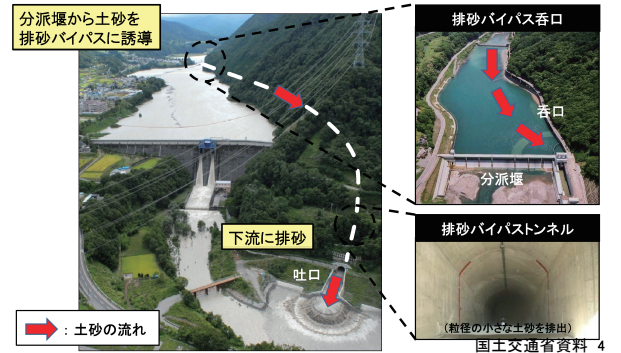 分派堰から土砂を
排砂バイパスに誘導
排砂バイパス呑口
呑口
分派堰
下流に排砂
排砂バイパストンネル
吐口
：土砂の流れ
（粒径の小さな土砂を排出）
国土交通省資料 4